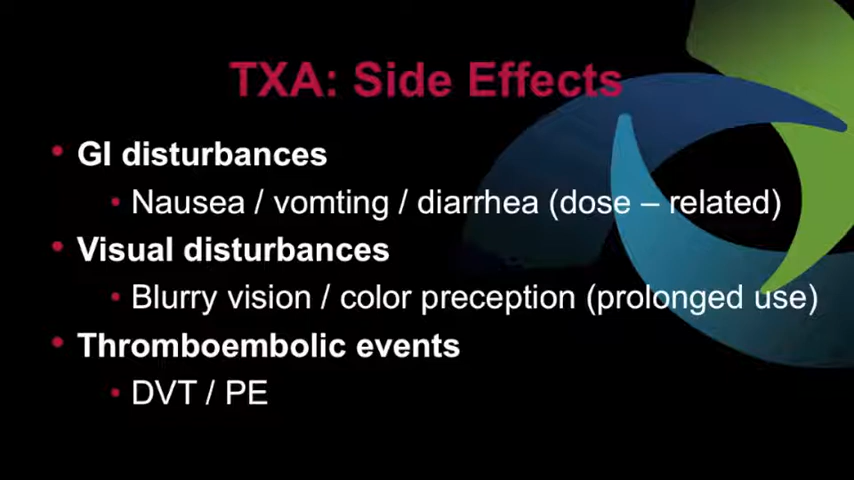 TXA: Side Effects
• GI disturbances
• Nausea / vomting / diarrhea (dose – related)
• Visual disturbances
• Blurry vision / color preception (prolonged use)
• Thromboembolic events
• DVT / PE